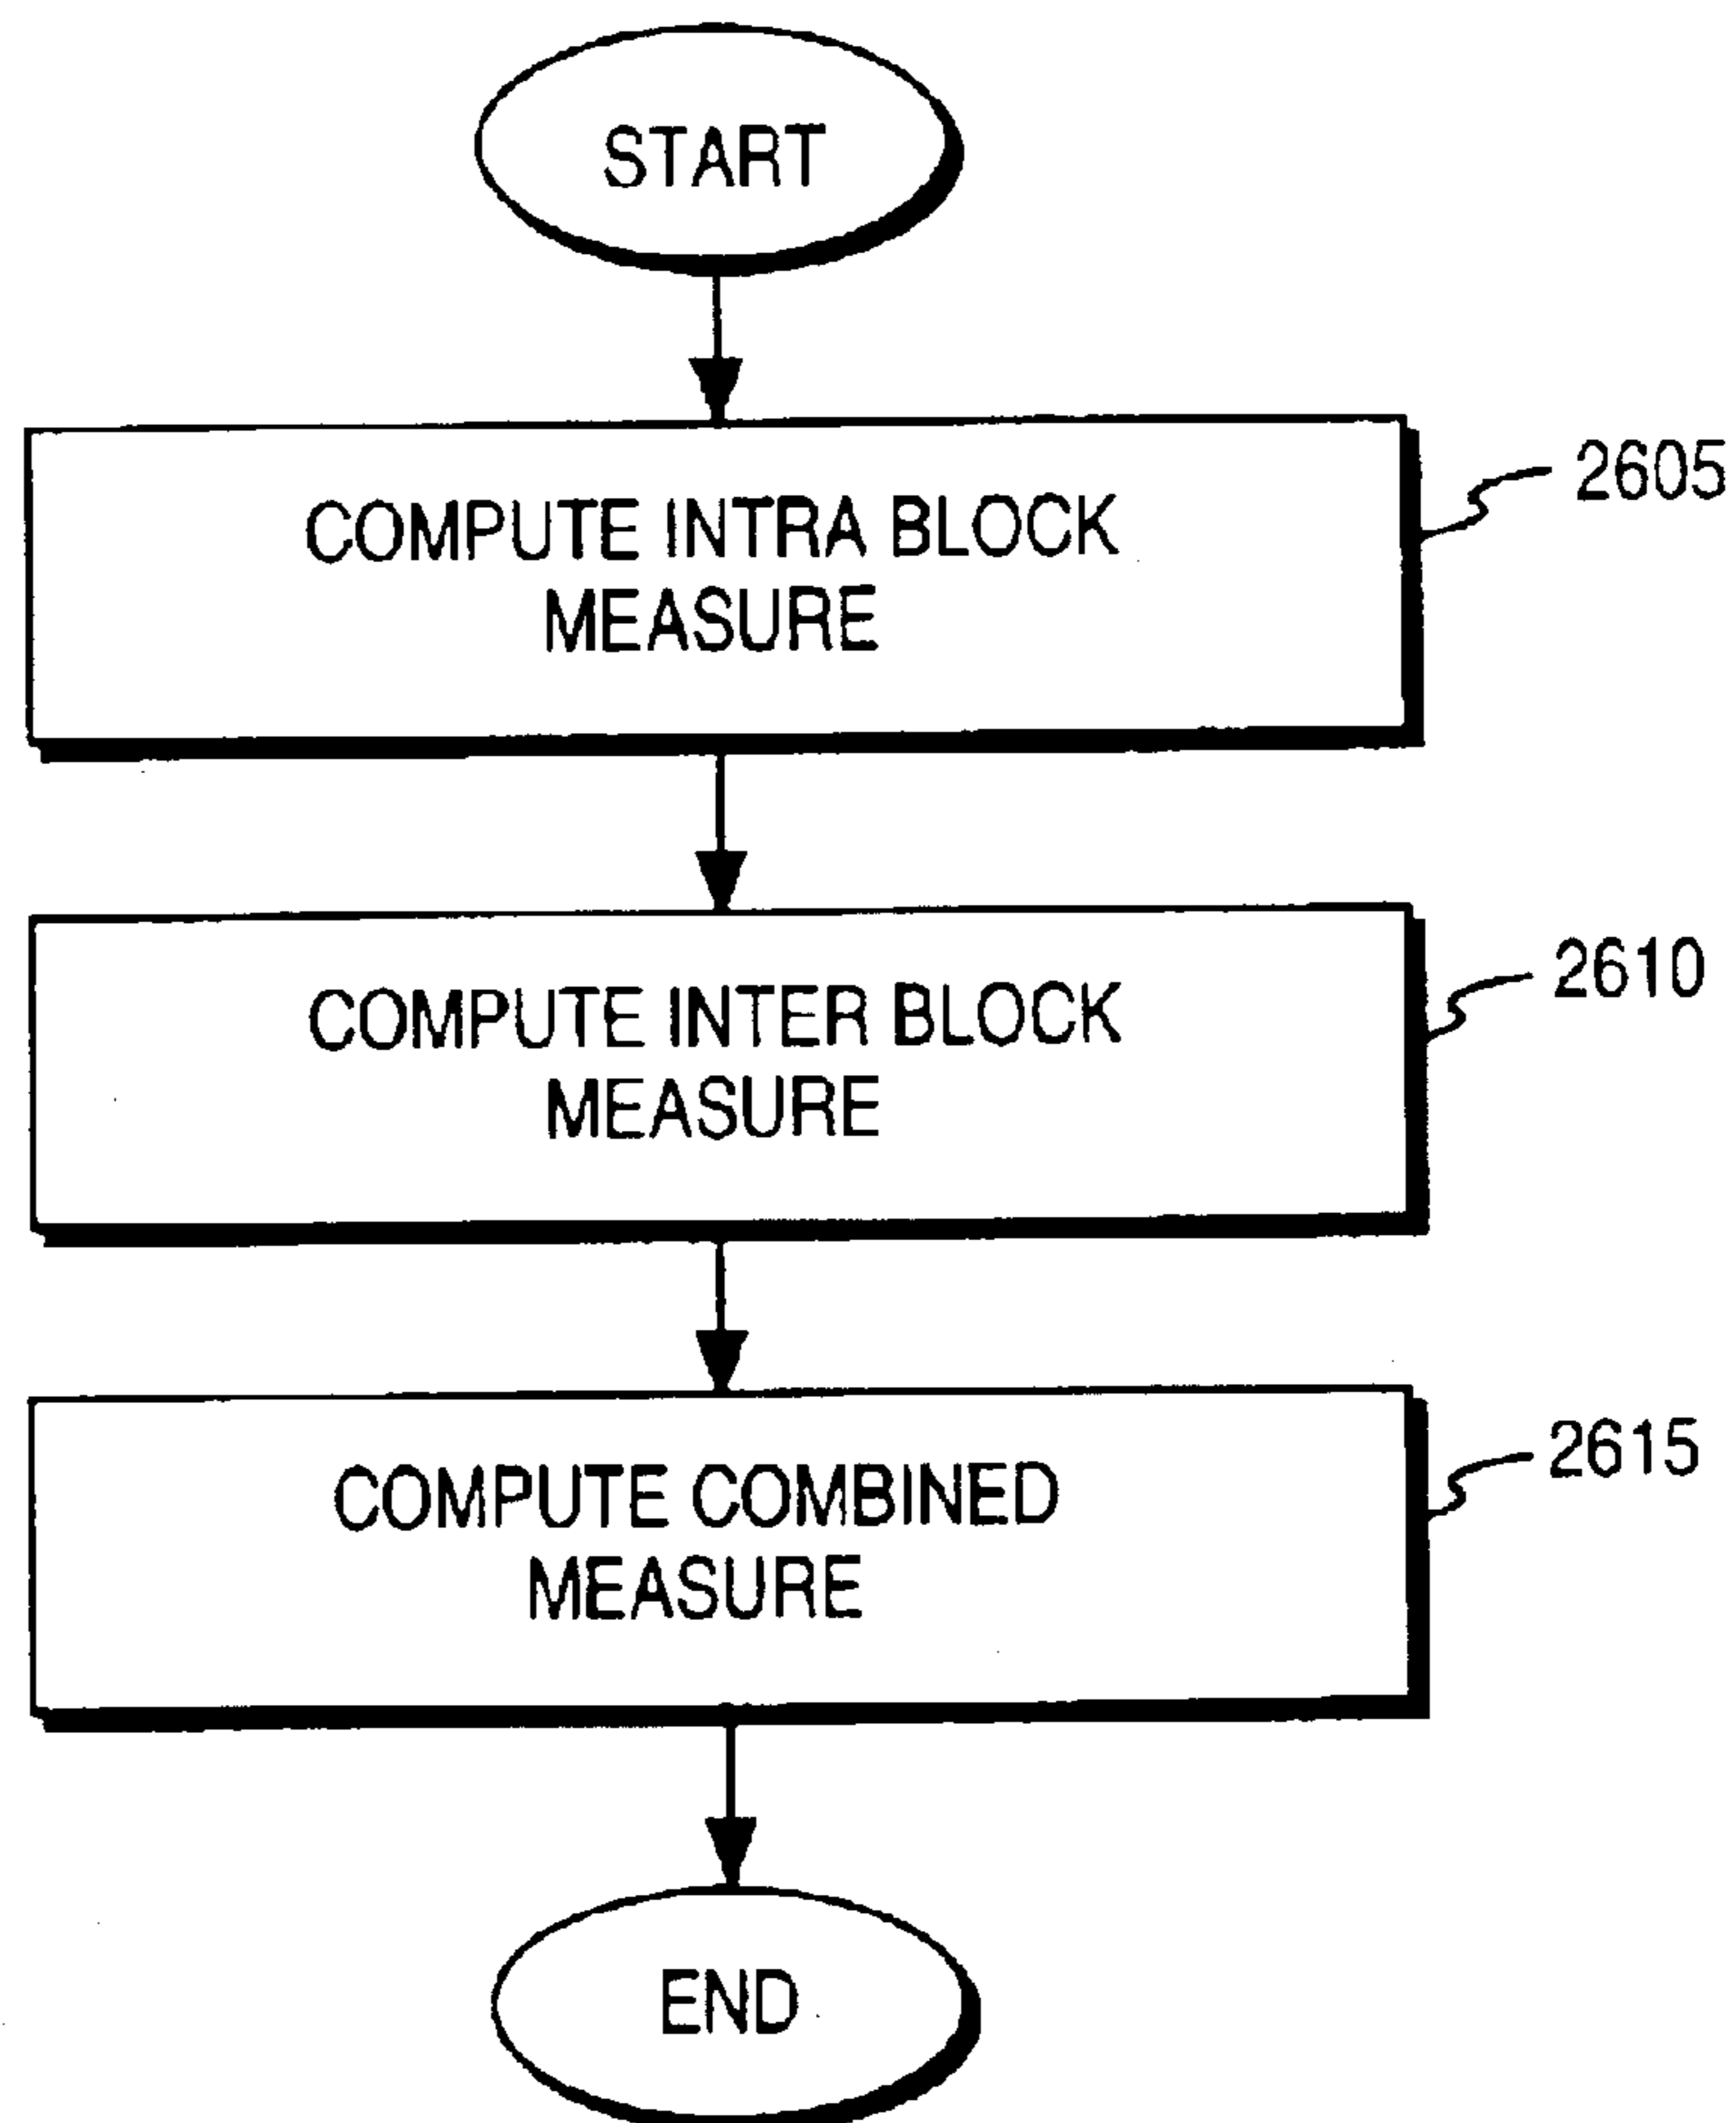 START
COMPUTE INTRA BLOCK
MEASURE
2605
COMPUTE INTER BLOCK
MEASURE
2610
COMPUTE COMBINED
MEASURE
2615
END